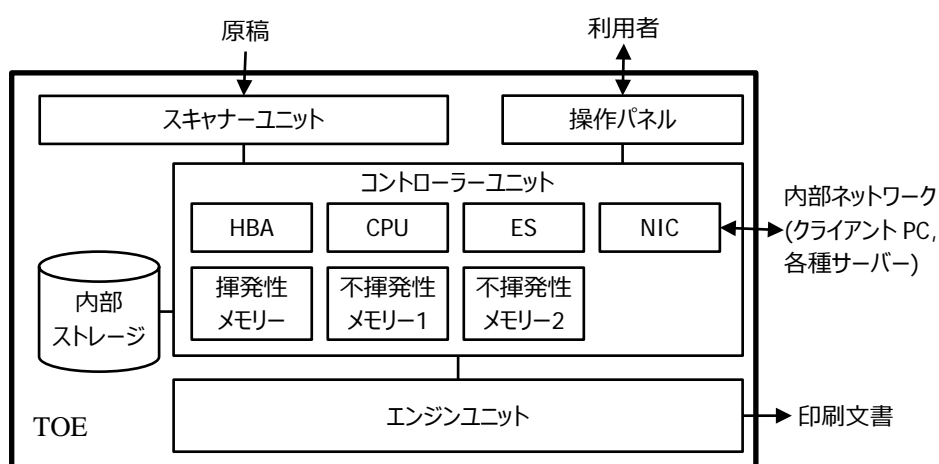 原稿
利用者
スキャナーユニット
操作パネル
コントローラーユニット
HBA
CPU
ES
NIC
内部ネットワーク
(クライアント PC,
各種サーバー)
揮発性
メモリー
不揮発性
メモリー1
不揮発性
メモリー2
内部
ストレージ
エンジンユニット
印刷文書
TOE